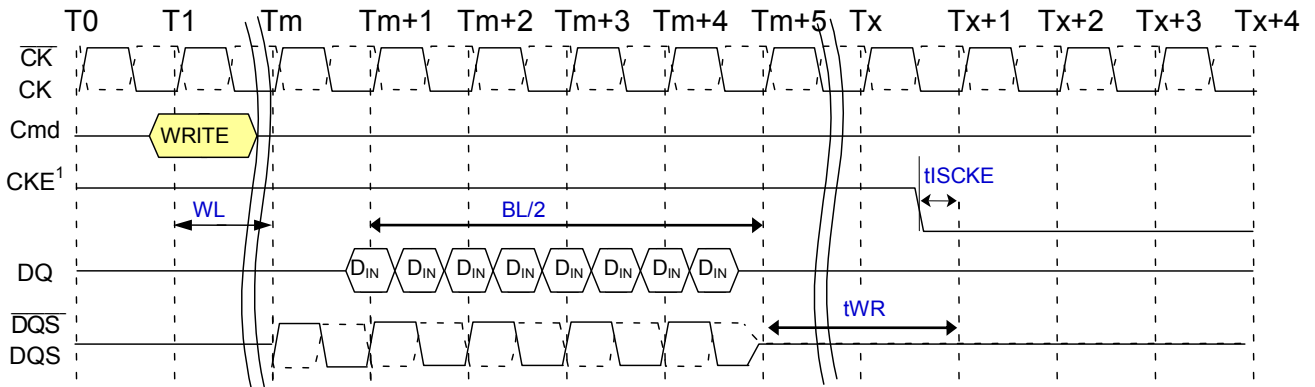 T0 T1 Tm Tm+1 Tm+2 Tm+3 Tm+4 Tm+5 Tx Tx+1 Tx+2 Tx+3 Tx+4
CK
CK
Cmd WRITE
CKE1 tISCKE
WL BL/2
DQ DIN DIN DIN DIN DIN DIN DIN DIN
DQS tWR
DQS